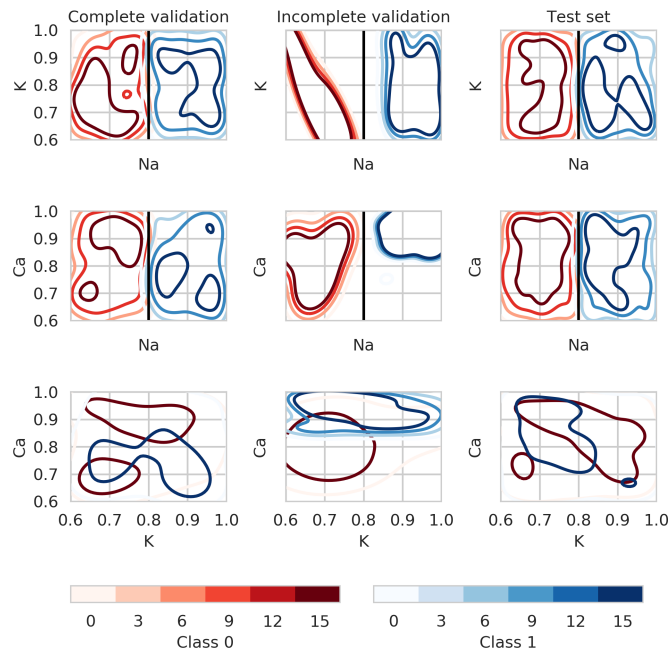 Complete validation Incomplete validation Test set
1.0
0.9
K K K
0.8
0.7
0.6
Na Na Na
1.0
0.9
Ca Ca Ca
0.8
0.7
0.6
Na Na Na
1.0
0.9
Ca Ca Ca
0.8
0.7
0.6
0.6 0.7 0.8 0.9 1.0 0.6 0.7 0.8 0.9 1.0 0.6 0.7 0.8 0.9 1.0
K K K
0 3 6 9 12 15 0 3 6 9 12 15
Class 0 Class 1